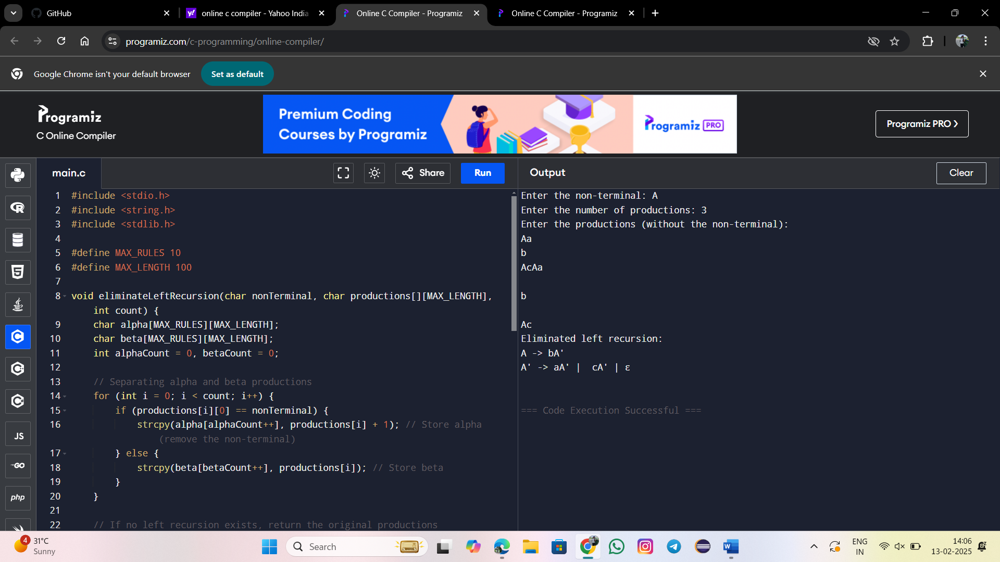 GitHub
online c compiler - Yahoo India
Online C Compiler - Programiz
Online C Compiler - Programiz
programiz.com/c-programming/online-compiler/
Google Chrome isn't your default browser
Set as default
Programiz
C Online Compiler
Premium Coding
Courses by Programiz
Programiz PRO
Programiz PRO
main.c
Share
Run
Output
Clear
1 #include <stdio.h>
2 #include <string.h>
3 #include <stdlib.h>
4
5 #define MAX_RULES 10
6 #define MAX_LENGTH 100
7
8 void eliminateLeftRecursion(char nonTerminal, char productions[][MAX_LENGTH],
int count) {
9 char alpha[MAX_RULES][MAX_LENGTH];
10 char beta[MAX_RULES][MAX_LENGTH];
11 int alphaCount = 0, betaCount = 0;
12
13 // Separating alpha and beta productions
14 for (int i = 0; i < count; i++) {
15 if (productions[i][0] == nonTerminal) {
16 strcpy(alpha[alphaCount++], productions[i] + 1); // Store alpha
(remove the non-terminal)
17 } else {
18 strcpy(beta[betaCount++], productions[i]); // Store beta
19 }
20 }
21
22 // If no left recursion exists, return the original productions
Enter the non-terminal: A
Enter the number of productions: 3
Enter the productions (without the non-terminal):
Aa
b
AcAa
b
Ac
Eliminated left recursion:
A -> bA'
A' -> aA' |  cA' | ε
=== Code Execution Successful ===
JS
GO
php
4
31°C
Sunny
Search
ENG
IN
14:06
13-02-2025